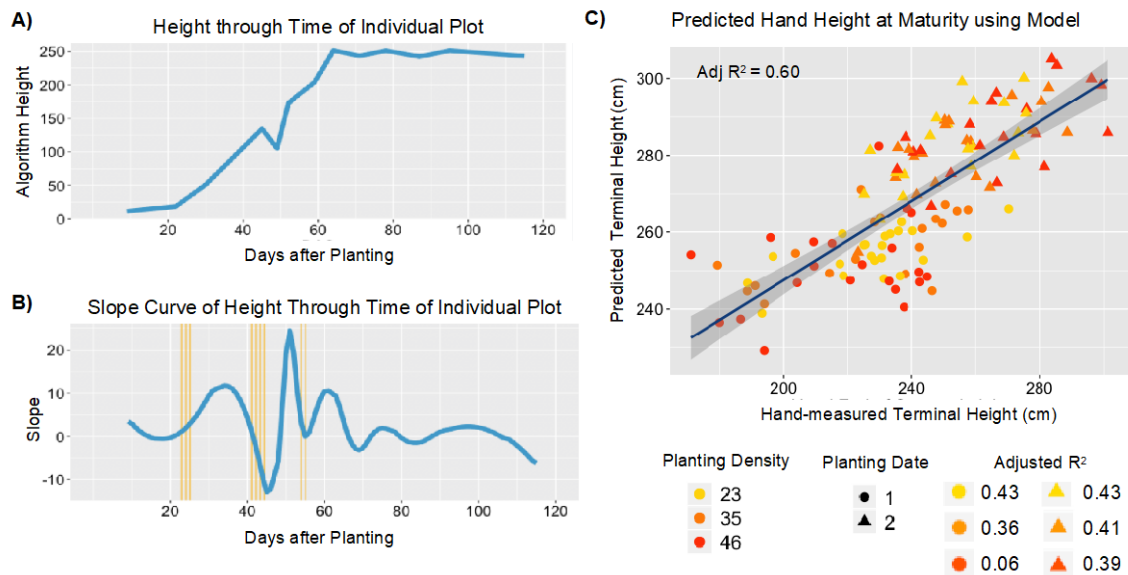 A)
Height through Time of Individual Plot
Algorithm Height
250
200
150
100
50
0
20 40 60 80 100 120
Days after Planting
B)
Slope Curve of Height Through Time of Individual Plot
Slope
20
10
0
-10
20 40 60 80 100 120
Days after Planting
C)
Predicted Hand Height at Maturity using Model
Adj R² = 0.60
Predicted Terminal Height (cm)
300
280
260
240
200 240 280
Hand-measured Terminal Height (cm)
Planting Density
23
35
46
Planting Date
1
2
Adjusted R²
0.43 0.43
0.36 0.41
0.06 0.39